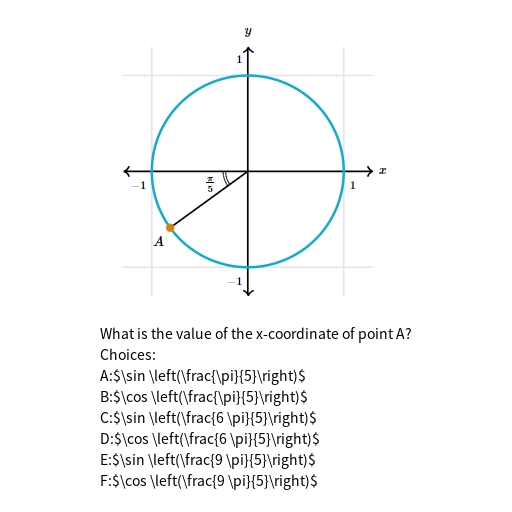 y
1
x
−1
π/5
1
A
−1
What is the value of the x-coordinate of point A?
Choices:
A:$\sin \left(\frac{\pi}{5}\right)$
B:$\cos \left(\frac{\pi}{5}\right)$
C:$\sin \left(\frac{6 \pi}{5}\right)$
D:$\cos \left(\frac{6 \pi}{5}\right)$
E:$\sin \left(\frac{9 \pi}{5}\right)$
F:$\cos \left(\frac{9 \pi}{5}\right)$